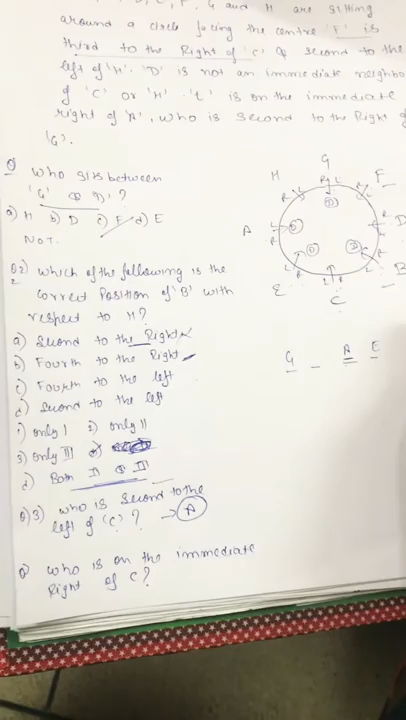 G and H are sitting
around a circle facing the centre 'F' is
third to the Right of 'C' & Second to the
left of 'H'. 'D' is not an immediate neighbo
of 'C' or 'H'. 'E' is on the immediate
right of 'A', who is second to the Right of
'G'.
Q who sits between
'G' & 'D'?
a) H b) D c) F d) E
NOT.
Q2) which of the following is the
correct Position of 'B' with
respect to H?
a) Second to the Right
b) Fourth to the Right
c) Fourth to the left
d) Second to the left
1) only I 2) only II
3) only III
d) Both II & III
Q3) who is second to the
left of 'C'? → A
Q who is on the immediate
Right of C?
G
H F
A D
B
E C
G _ A E